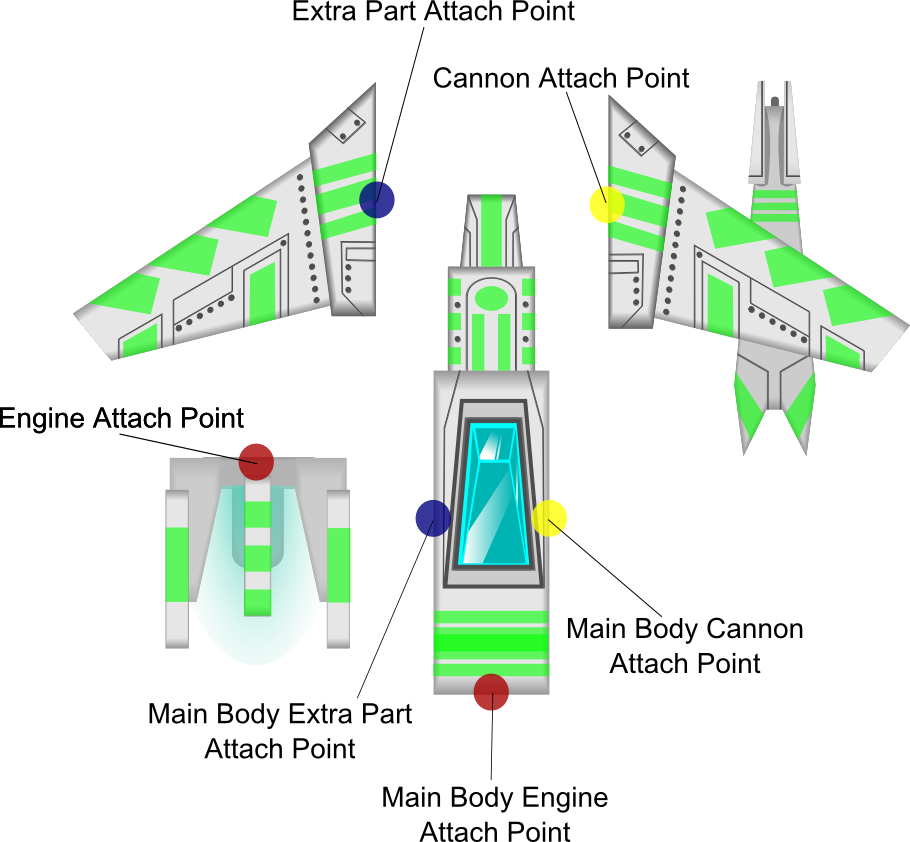 Extra Part Attach Point
Cannon Attach Point
Engine Attach Point
Main Body Cannon
Attach Point
Main Body Extra Part
Attach Point
Main Body Engine
Attach Point